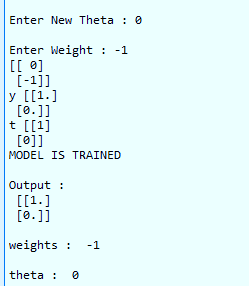 Enter New Theta : 0
Enter Weight : -1
[[ 0]
[-1]]
y [[1.]
[0.]]
t [[1]
[0]]
MODEL IS TRAINED
Output :
[[1.]
[0.]]
weights :  -1
theta :  0